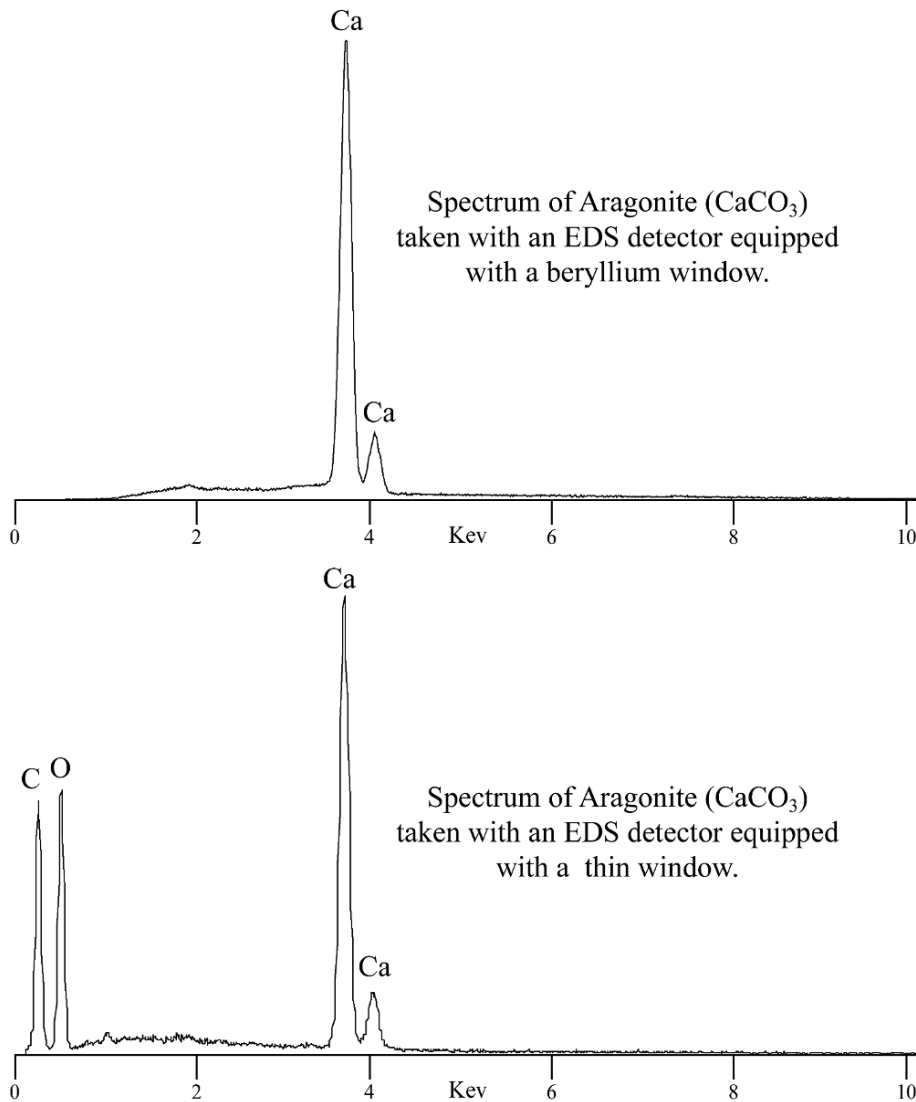 Ca
Spectrum of Aragonite (CaCO₃)
taken with an EDS detector equipped
with a beryllium window.
Ca
0 2 4 Kev 6 8 10
Ca
C O
Spectrum of Aragonite (CaCO₃)
taken with an EDS detector equipped
with a thin window.
Ca
0 2 4 Kev 6 8 10